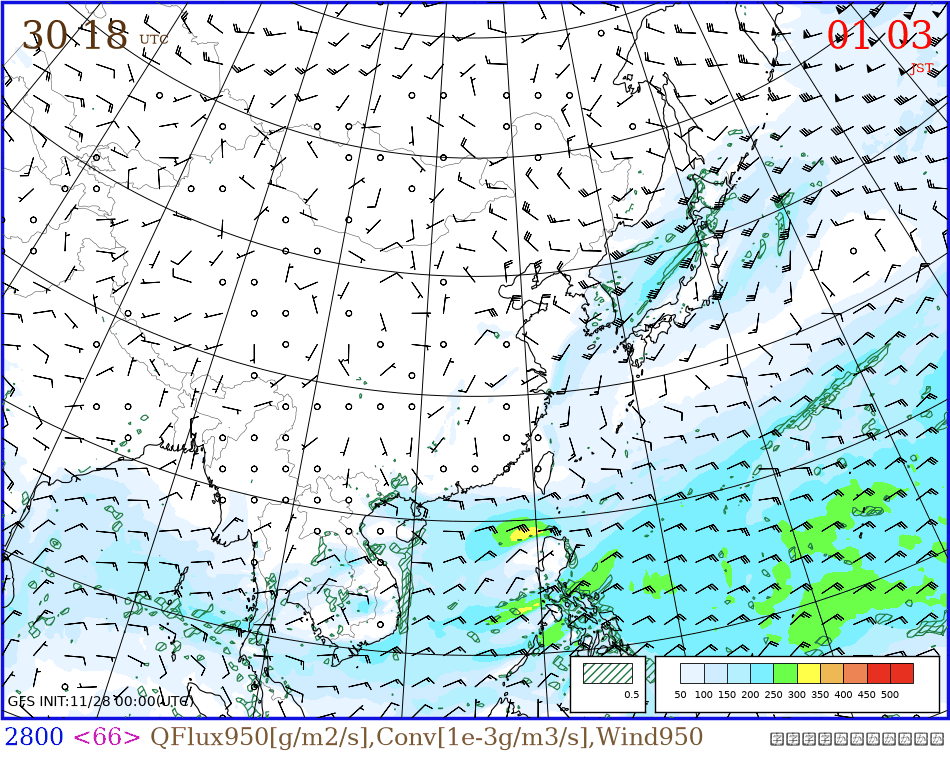 30 18 UTC
01 03
JST
0.5
50 100 150 200 250 300 350 400 450 500
GFS INIT:11/28 00:00(UTC)
2800 <66> QFlux950[g/m2/s],Conv[1e-3g/m3/s],Wind950